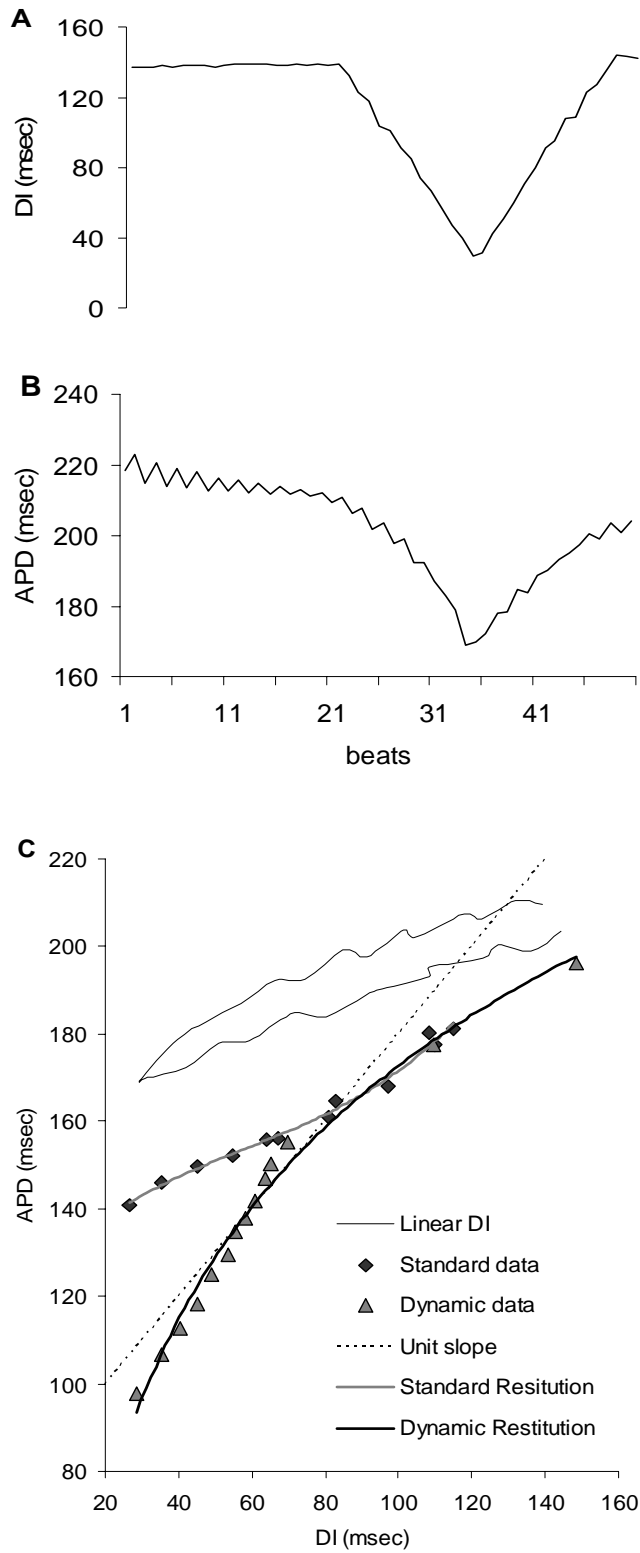 A
DI (msec)
160
120
80
40
0
B
APD (msec)
240
220
200
180
160
1 11 21 31 41
beats
C
APD (msec)
220
200
180
160
140
120
100
80
Linear DI
Standard data
Dynamic data
Unit slope
Standard Resitution
Dynamic Restitution
20 40 60 80 100 120 140 160
DI (msec)